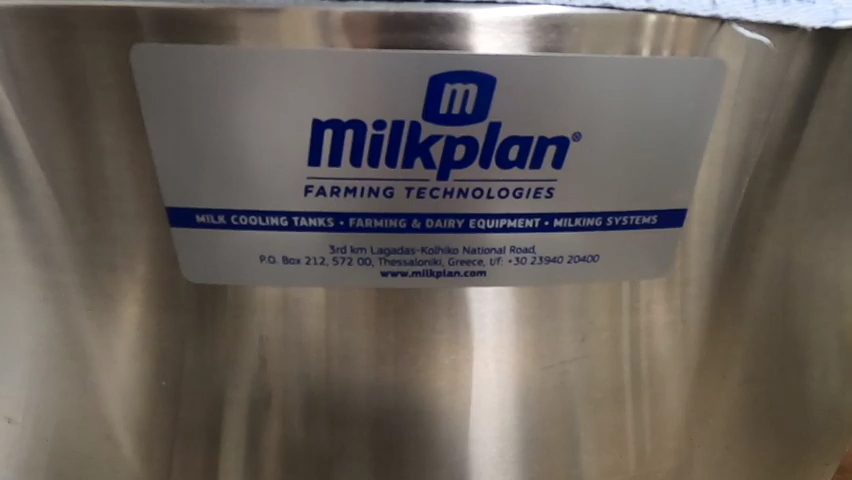 m
milkplan®
FARMING TECHNOLOGIES
MILK COOLING TANKS • FARMING & DAIRY EQUIPMENT • MILKING SYSTEMS
3rd km Lagadas-Kolhiko National Road,
P.O. Box 212, 572 00, Thessaloniki, Greece, t/f: +30 23940 20400
www.milkplan.com